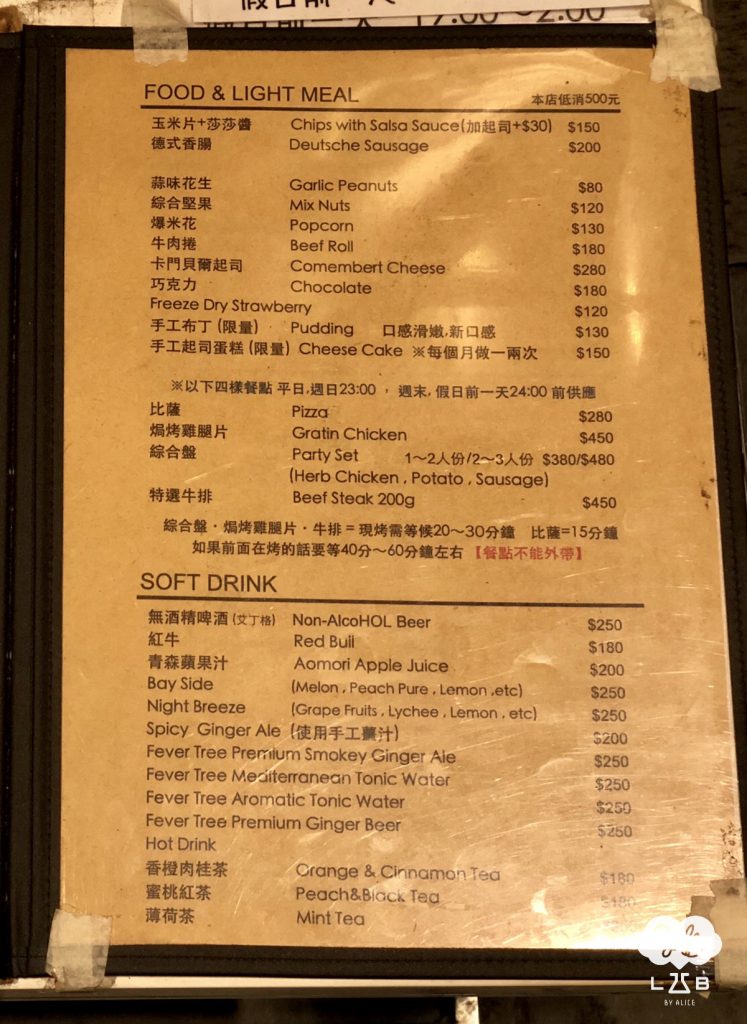 17:00～2:00
FOOD & LIGHT MEAL 本店低消500元
玉米片+莎莎醬 Chips with Salsa Sauce(加起司+$30) $150
德式香腸 Deutsche Sausage $200
蒜味花生 Garlic Peanuts $80
綜合堅果 Mix Nuts $120
爆米花 Popcorn $130
牛肉捲 Beef Roll $180
卡門貝爾起司 Comembert Cheese $280
巧克力 Chocolate $180
Freeze Dry Strawberry $120
手工布丁 (限量) Pudding 口感滑嫩,新口感 $130
手工起司蛋糕 (限量) Cheese Cake ※每個月做一兩次 $150
※以下四樣餐點 平日,週日23:00 , 週末, 假日前一天24:00 前供應
比薩 Pizza $280
焗烤雞腿片 Gratin Chicken $450
綜合盤 Party Set 1～2人份/2～3人份 $380/$480
(Herb Chicken , Potato , Sausage)
特選牛排 Beef Steak 200g $450
綜合盤‧焗烤雞腿片‧牛排 = 現烤需等候20～30分鐘 比薩=15分鐘
如果前面在烤的話要等40分～60分鐘左右【餐點不能外帶】
SOFT DRINK
無酒精啤酒 (艾丁格) Non-AlcoHOL Beer $250
紅牛 Red Bull $180
青森蘋果汁 Aomori Apple Juice $200
Bay Side (Melon , Peach Pure , Lemon ,etc) $250
Night Breeze (Grape Fruits , Lychee , Lemon , etc) $250
Spicy Ginger Ale (使用手工薑汁) $200
Fever Tree Premium Smokey Ginger Ale $250
Fever Tree Mediterranean Tonic Water $250
Fever Tree Aromatic Tonic Water $250
Fever Tree Premium Ginger Beer $250
Hot Drink
香橙肉桂茶 Orange & Cinnamon Tea $180
蜜桃紅茶 Peach&Black Tea $180
薄荷茶 Mint Tea
BY ALICE